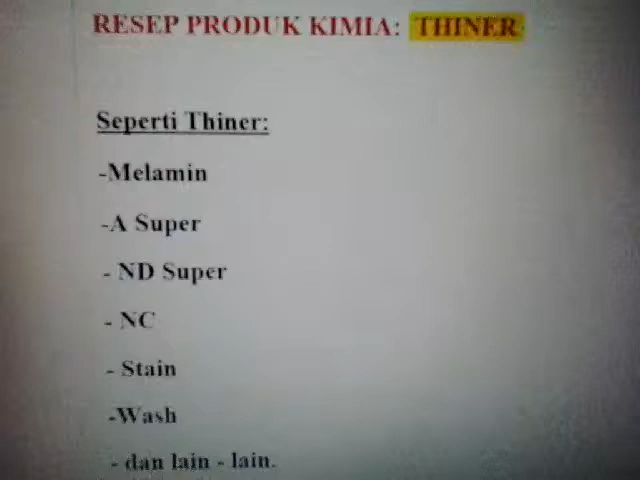 RESEP PRODUK KIMIA: THINER
Seperti Thiner:
-Melamin
-A Super
- ND Super
- NC
- Stain
-Wash
- dan lain - lain.